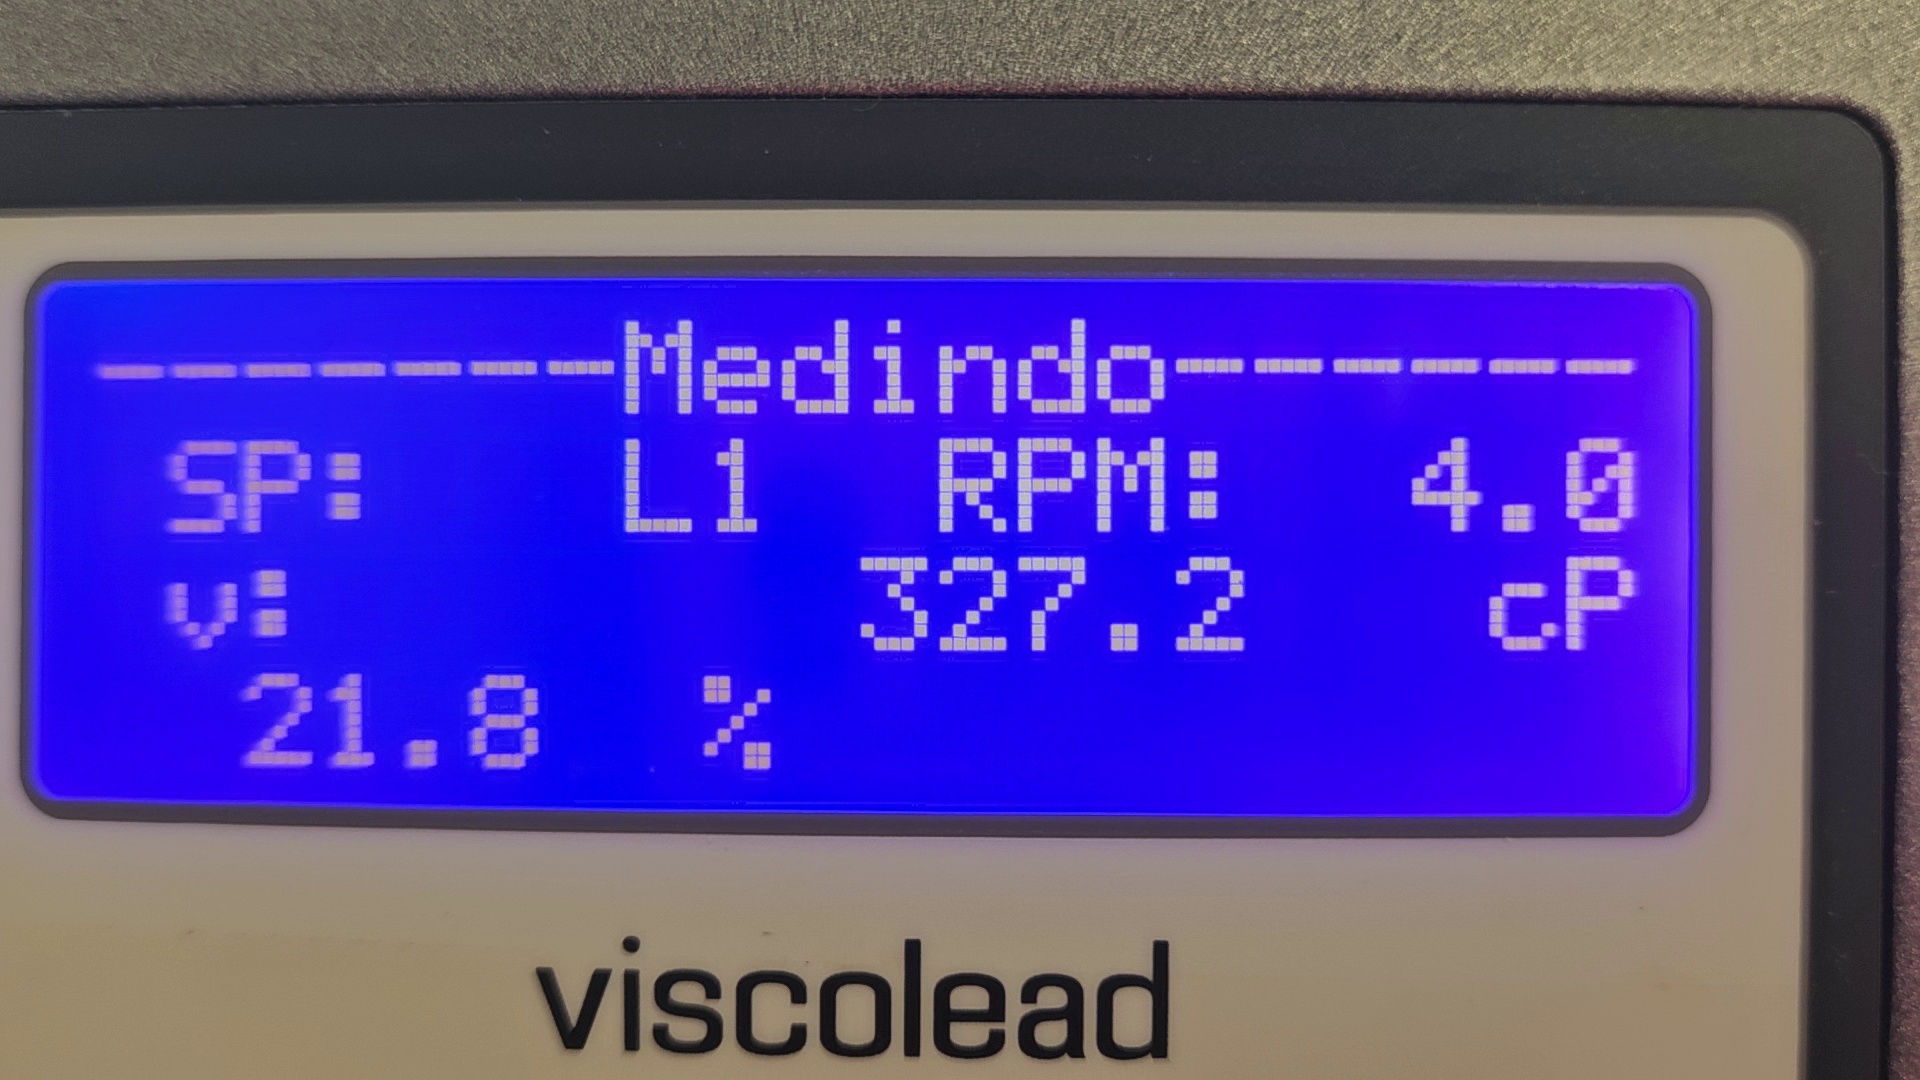 -------Medindo------
SP: L1 RPM: 4.0
v: 327.2 cP
21.8 %
viscolead